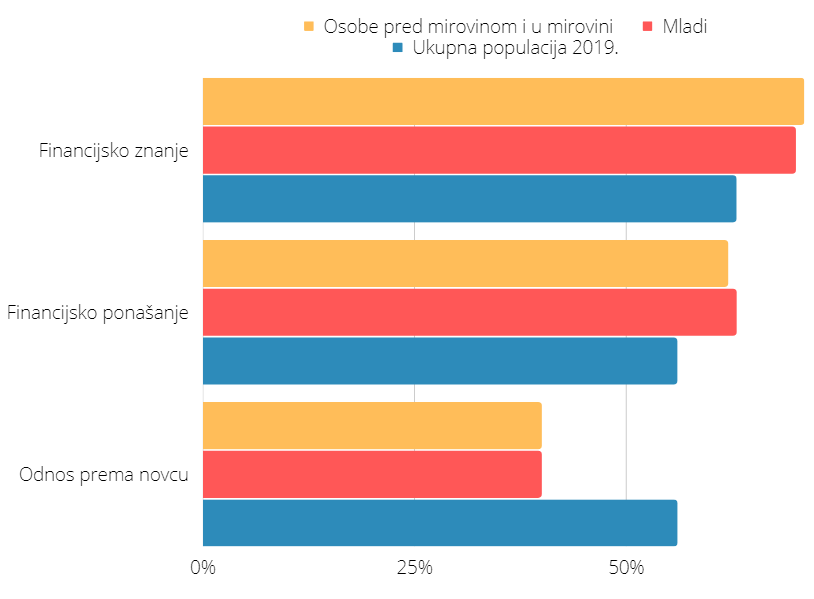 Osobe pred mirovinom i u mirovini Mladi
Ukupna populacija 2019.
Financijsko znanje
Financijsko ponašanje
Odnos prema novcu
0% 25% 50%